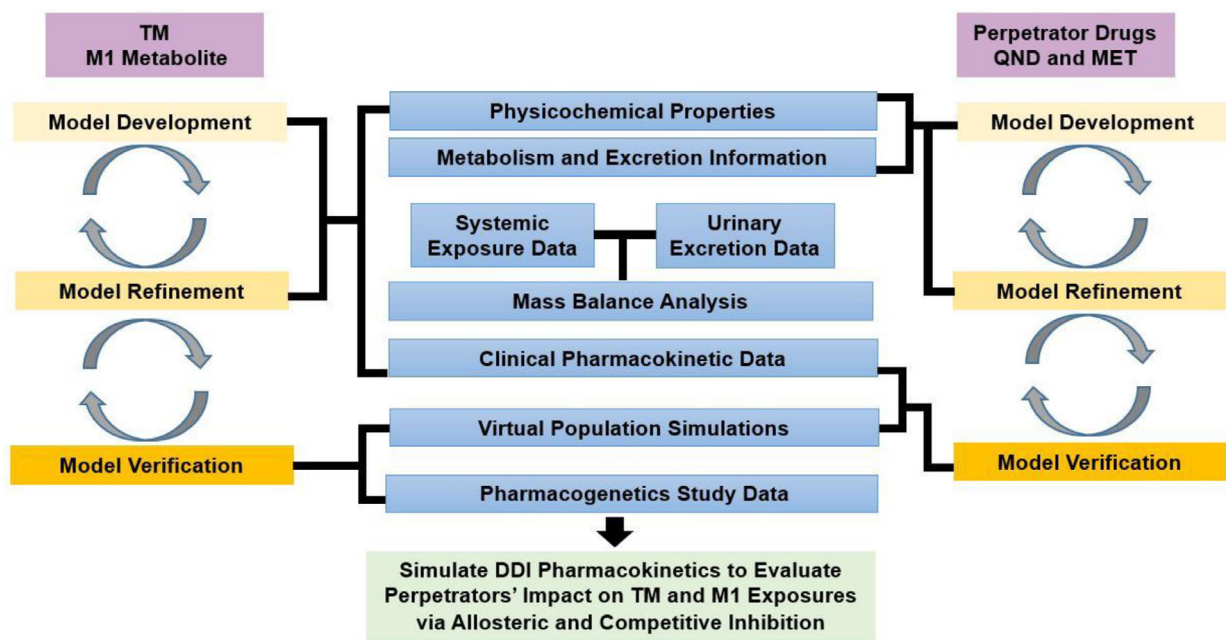 TM
M1 Metabolite
Model Development
Model Refinement
Model Verification
Physicochemical Properties
Metabolism and Excretion Information
Systemic
Exposure Data
Urinary
Excretion Data
Mass Balance Analysis
Clinical Pharmacokinetic Data
Virtual Population Simulations
Pharmacogenetics Study Data
Simulate DDI Pharmacokinetics to Evaluate
Perpetrators' Impact on TM and M1 Exposures
via Allosteric and Competitive Inhibition
Perpetrator Drugs
QND and MET
Model Development
Model Refinement
Model Verification